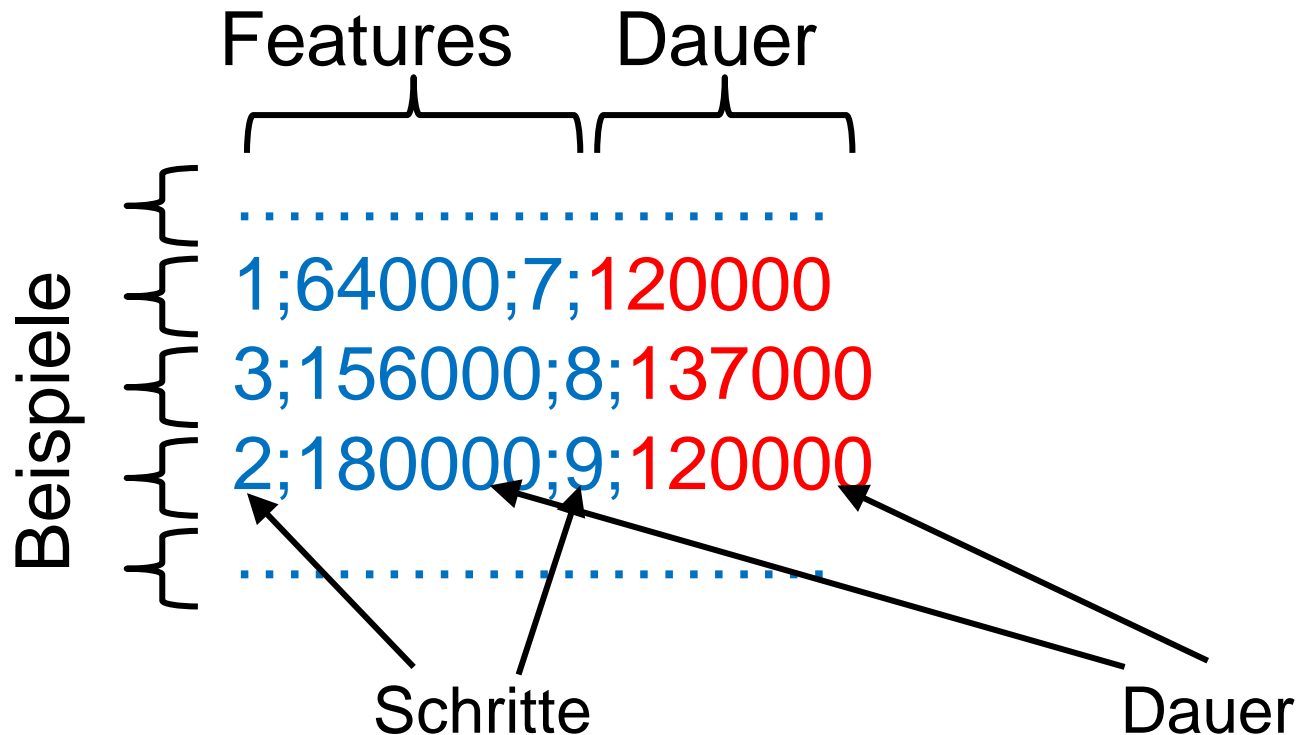 Features Dauer
........................
Beispiele
1;64000;7;120000
3;156000;8;137000
2;180000;9;120000
........................
Schritte Dauer